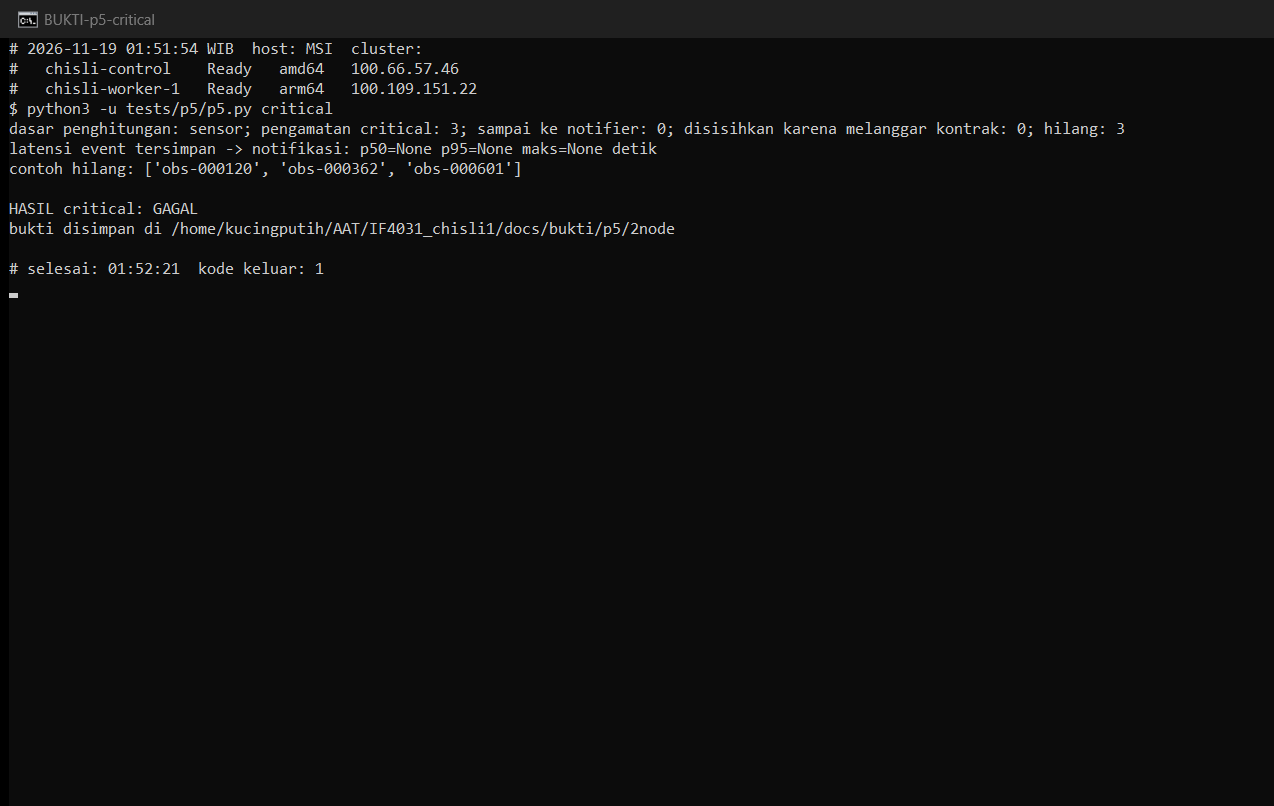 BUKTI-p5-critical
# 2026-11-19 01:51:54 WIB  host: MSI  cluster:
#   chisli-control    Ready   amd64   100.66.57.46
#   chisli-worker-1   Ready   arm64   100.109.151.22
$ python3 -u tests/p5/p5.py critical
dasar penghitungan: sensor; pengamatan critical: 3; sampai ke notifier: 0; disisihkan karena melanggar kontrak: 0; hilang: 3
latensi event tersimpan -> notifikasi: p50=None p95=None maks=None detik
contoh hilang: ['obs-000120', 'obs-000362', 'obs-000601']
HASIL critical: GAGAL
bukti disimpan di /home/kucingputih/AAT/IF4031_chisli1/docs/bukti/p5/2node
# selesai: 01:52:21  kode keluar: 1